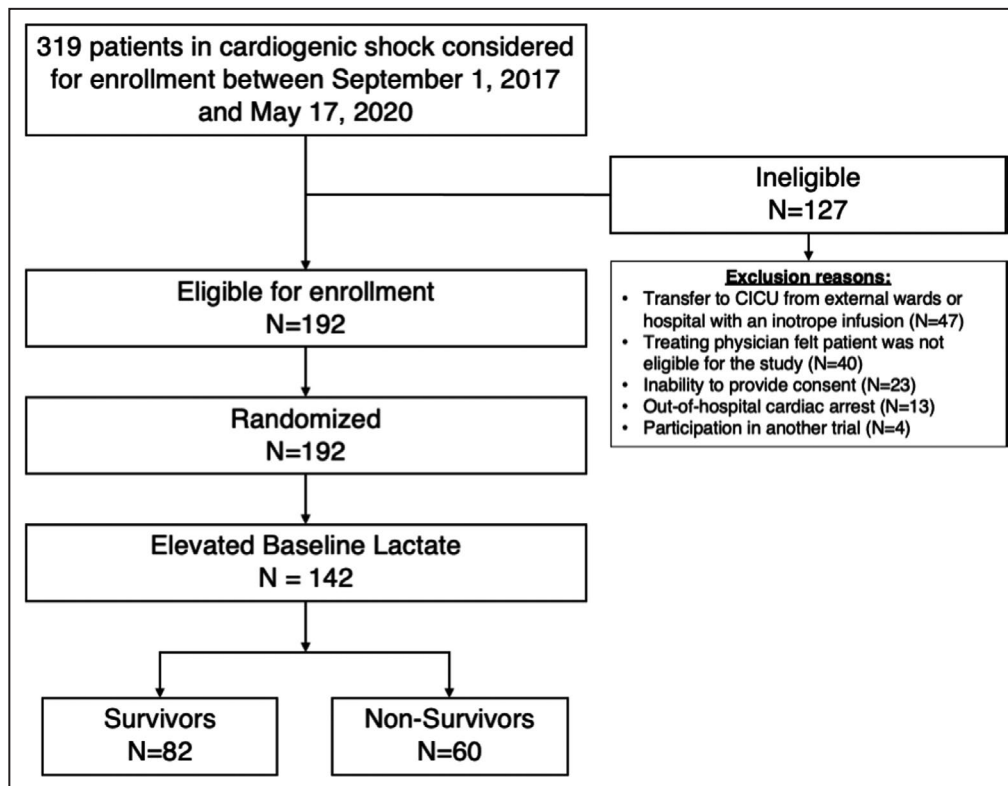 319 patients in cardiogenic shock considered
for enrollment between September 1, 2017
and May 17, 2020
Ineligible
N=127
Exclusion reasons:
• Transfer to CICU from external wards or
hospital with an inotrope infusion (N=47)
• Treating physician felt patient was not
eligible for the study (N=40)
• Inability to provide consent (N=23)
• Out-of-hospital cardiac arrest (N=13)
• Participation in another trial (N=4)
Eligible for enrollment
N=192
Randomized
N=192
Elevated Baseline Lactate
N = 142
Survivors
N=82
Non-Survivors
N=60